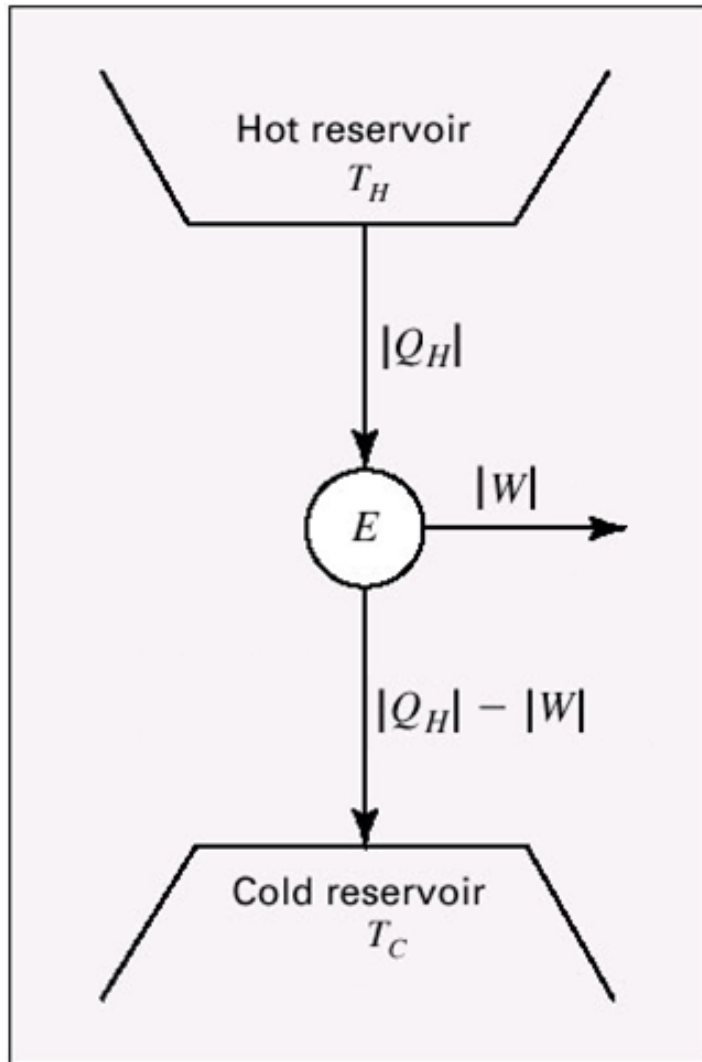 Hot reservoir
T_H
|Q_H|
E
|W|
|Q_H| − |W|
Cold reservoir
T_C